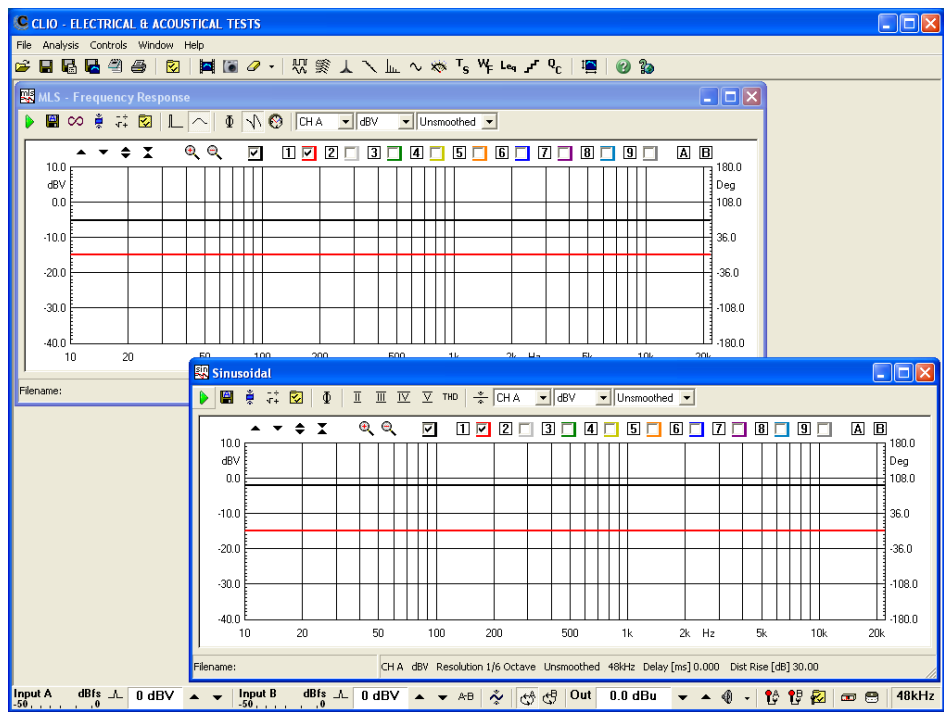 CLIO - ELECTRICAL & ACOUSTICAL TESTS
File Analysis Controls Window Help
TS WF Leq QC
MLS - Frequency Response
CH A dBV Unsmoothed
1 2 3 4 5 6 7 8 9 A B
10.0 180.0
dBV Deg
0.0 108.0
-10.0 36.0
-20.0 -36.0
-30.0 -108.0
-40.0 -180.0
10 20 50 100 200 500 1k 2k Hz 5k 10k 20k
Filename:
Sinusoidal
II III IV V THD CH A dBV Unsmoothed
1 2 3 4 5 6 7 8 9 A B
10.0 180.0
dBV Deg
0.0 108.0
-10.0 36.0
-20.0 -36.0
-30.0 -108.0
-40.0 -180.0
10 20 50 100 200 500 1k 2k Hz 5k 10k 20k
Filename: CH A dBV Resolution 1/6 Octave Unsmoothed 48kHz Delay [ms] 0.000 Dist Rise [dB] 30.00
Input A dBfs 0 dBV Input B dBfs 0 dBV A-B Out 0.0 dBu A B 48kHz
-50 0 -50 0